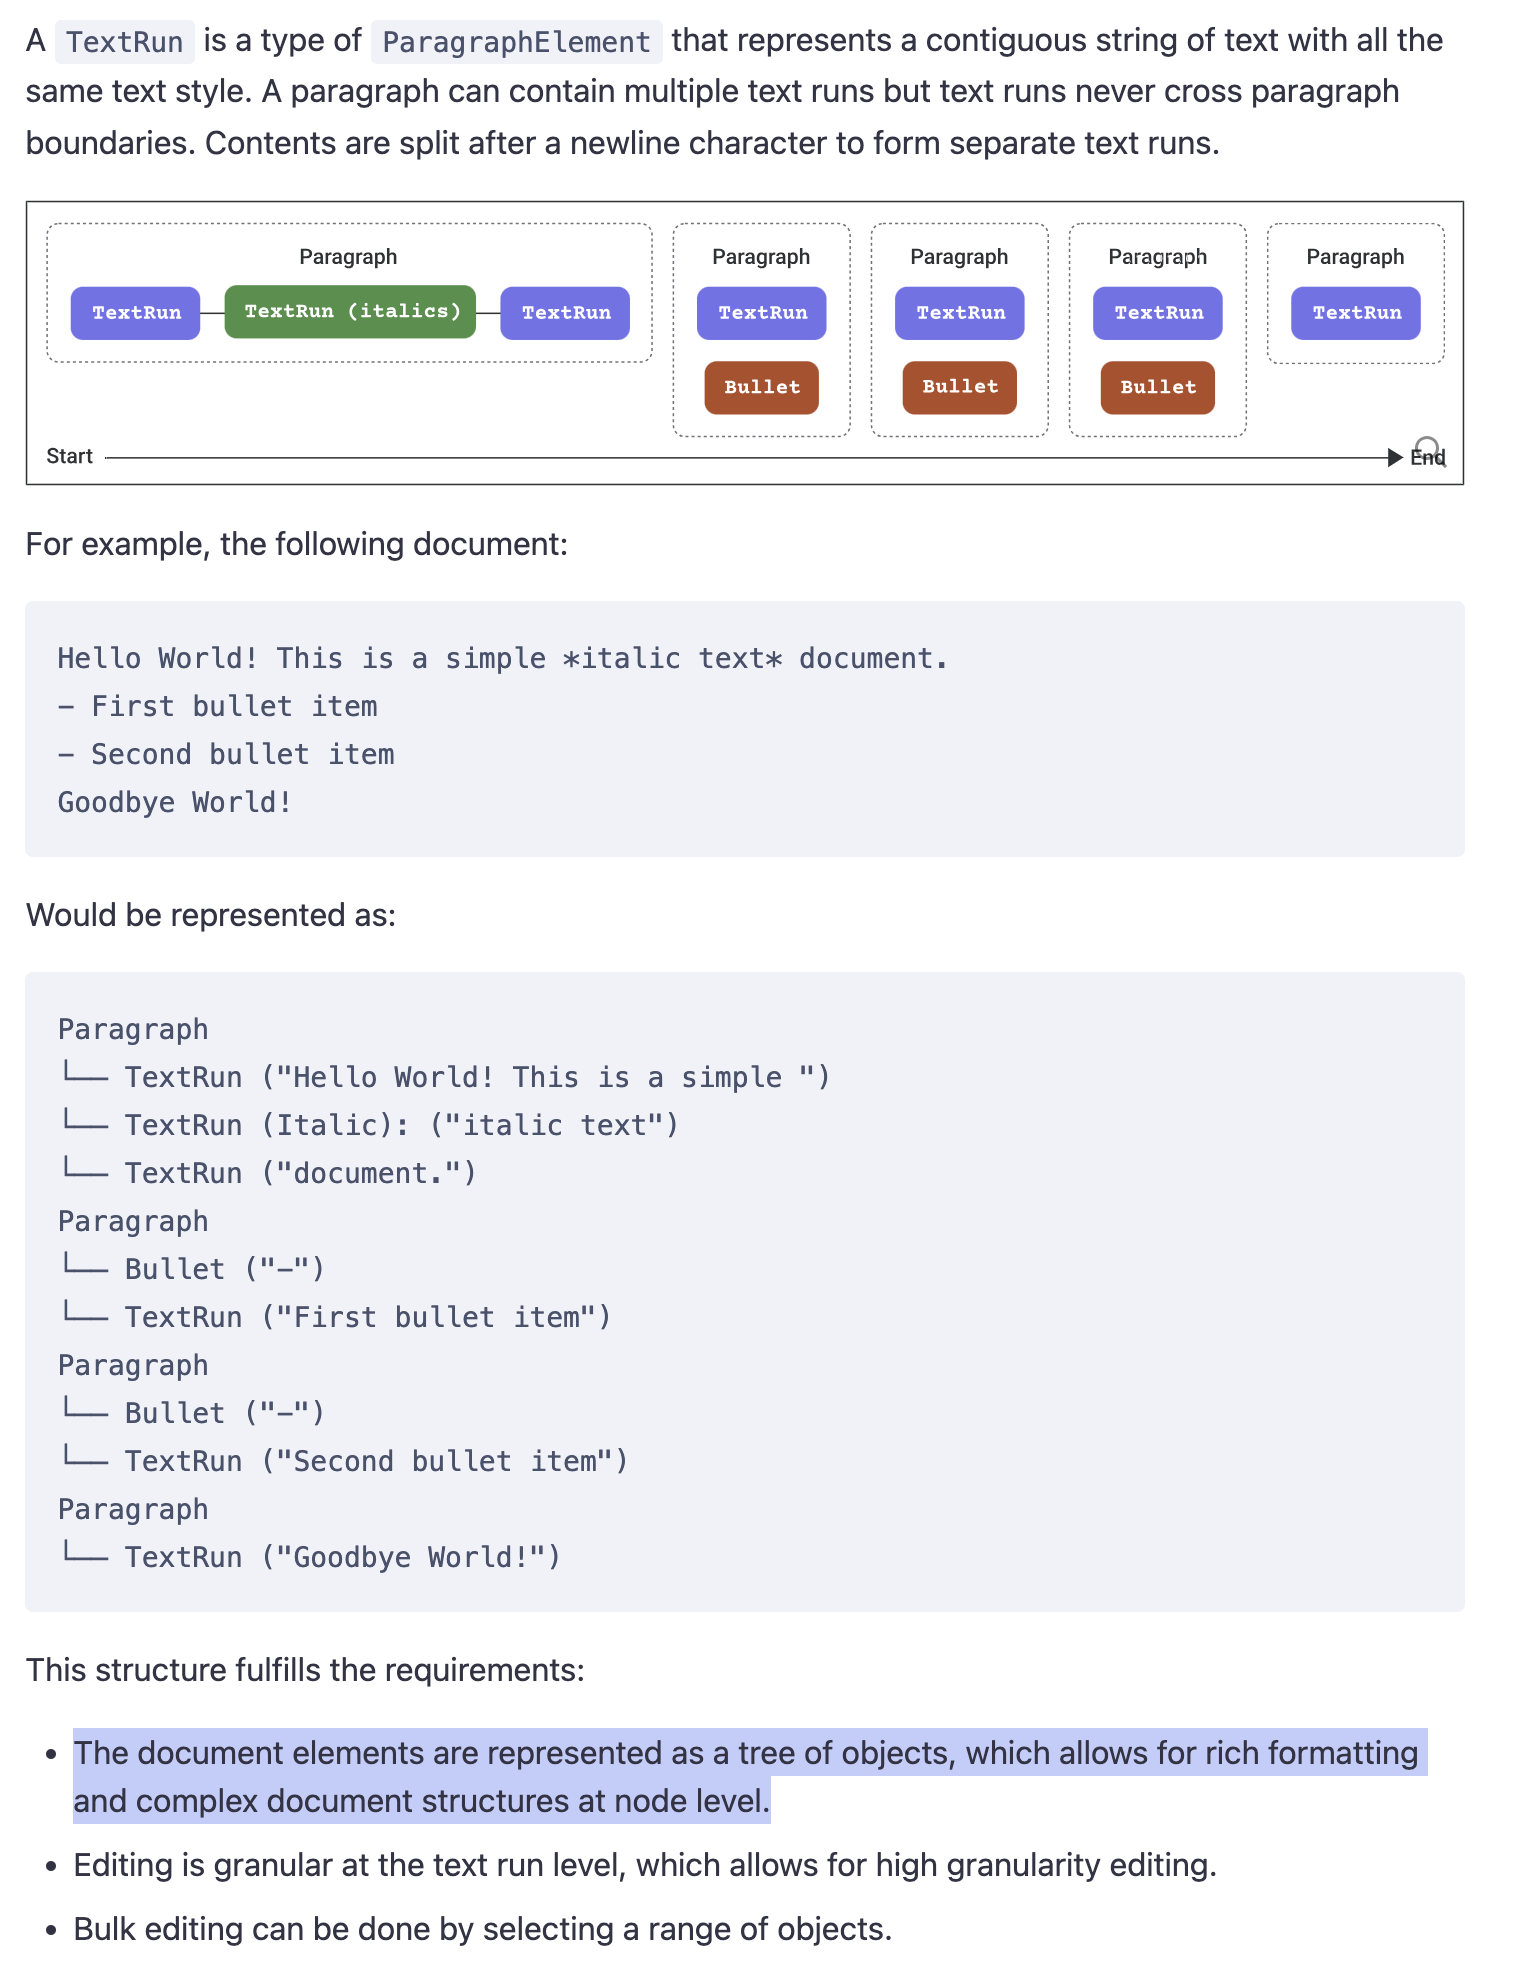 A TextRun is a type of ParagraphElement that represents a contiguous string of text with all the
same text style. A paragraph can contain multiple text runs but text runs never cross paragraph
boundaries. Contents are split after a newline character to form separate text runs.
Paragraph Paragraph Paragraph Paragraph Paragraph
TextRun TextRun (italics) TextRun TextRun TextRun TextRun TextRun
Bullet Bullet Bullet
Start End
For example, the following document:
Hello World! This is a simple *italic text* document.
- First bullet item
- Second bullet item
Goodbye World!
Would be represented as:
Paragraph
└── TextRun ("Hello World! This is a simple ")
└── TextRun (Italic): ("italic text")
└── TextRun ("document.")
Paragraph
└── Bullet ("-")
└── TextRun ("First bullet item")
Paragraph
└── Bullet ("-")
└── TextRun ("Second bullet item")
Paragraph
└── TextRun ("Goodbye World!")
This structure fulfills the requirements:
• The document elements are represented as a tree of objects, which allows for rich formatting
and complex document structures at node level.
• Editing is granular at the text run level, which allows for high granularity editing.
• Bulk editing can be done by selecting a range of objects.